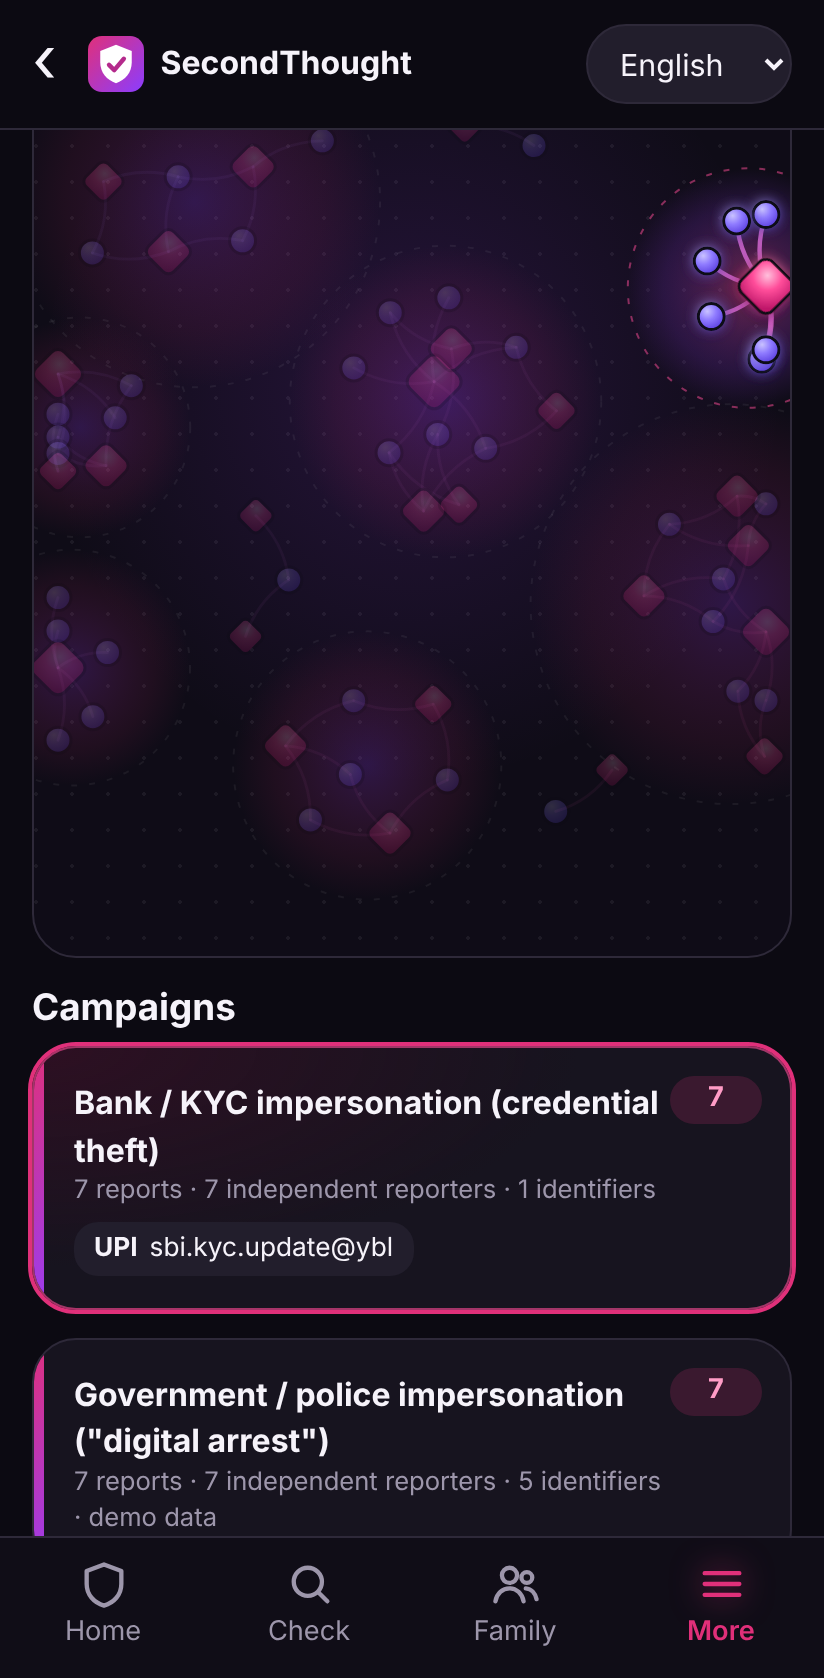 SecondThought
English
Campaigns
Bank / KYC impersonation (credential
theft)
7
7 reports · 7 independent reporters · 1 identifiers
UPI sbi.kyc.update@ybl
Government / police impersonation
("digital arrest")
7
7 reports · 7 independent reporters · 5 identifiers
· demo data
Home
Check
Family
More